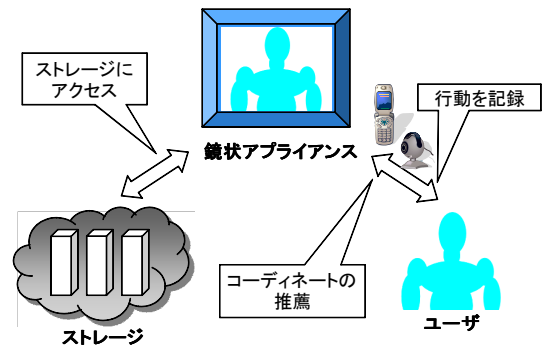 ストレージに
アクセス
行動を記録
鏡状アプライアンス
コーディネートの
推薦
ストレージ
ユーザ